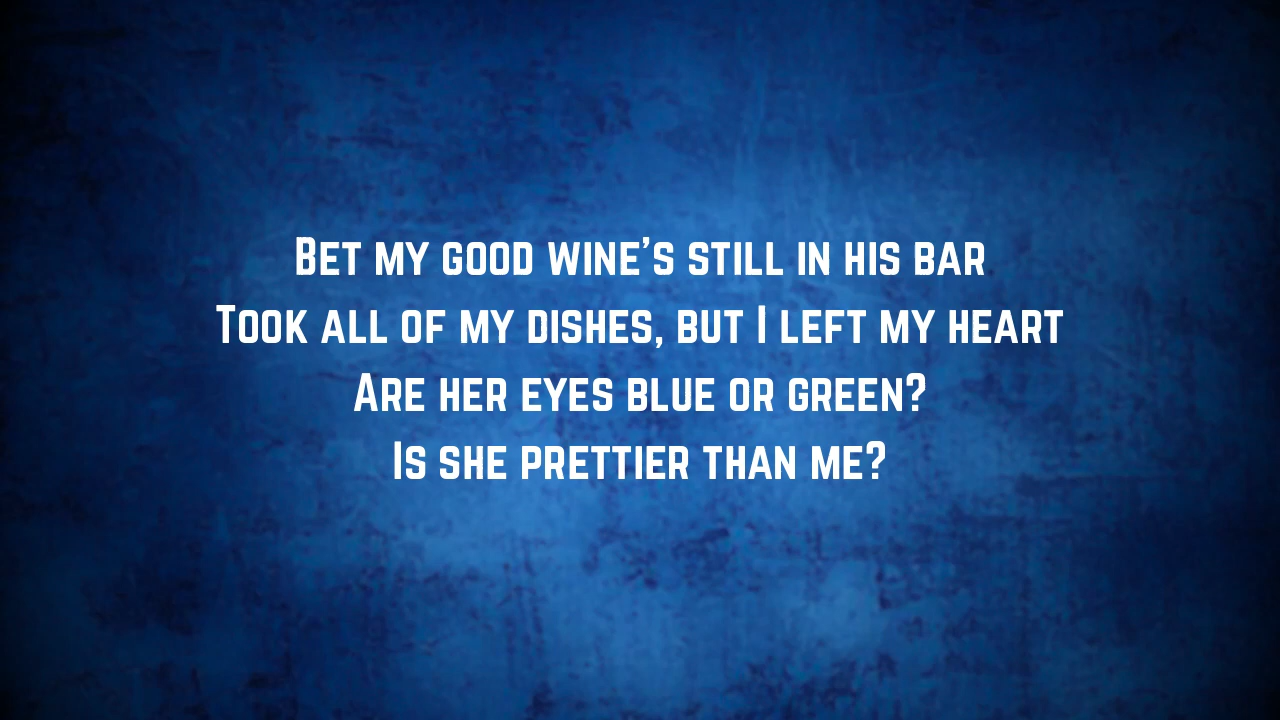 Bet my good wine's still in his bar
Took all of my dishes, but I left my heart
Are her eyes blue or green?
Is she prettier than me?